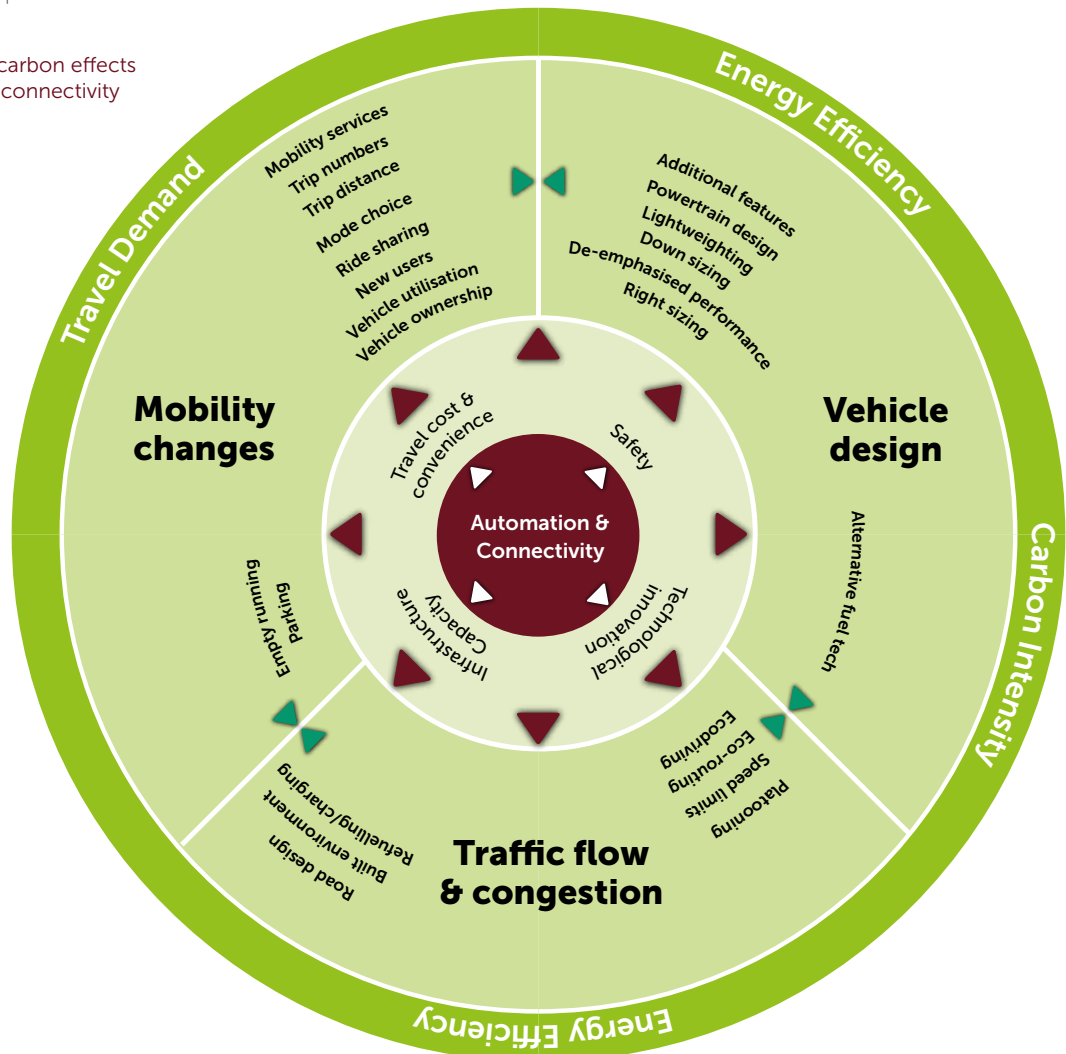 carbon effects
connectivity
Travel Demand
Energy Efficiency
Carbon Intensity
Energy Efficiency
Mobility services
Trip numbers
Trip distance
Mode choice
Ride sharing
New users
Vehicle utilisation
Vehicle ownership
Additional features
Powertrain design
Lightweighting
Down sizing
De-emphasised performance
Right sizing
Mobility
changes
Vehicle
design
Travel cost &
convenience
Safety
Automation &
Connectivity
Infrastructure
Capacity
Technological
innovation
Alternative fuel tech
Empty running
Parking
Ecodriving
Eco-routing
Speed limits
Platooning
Refuelling/charging
Built environment
Road design
Traffic flow
& congestion